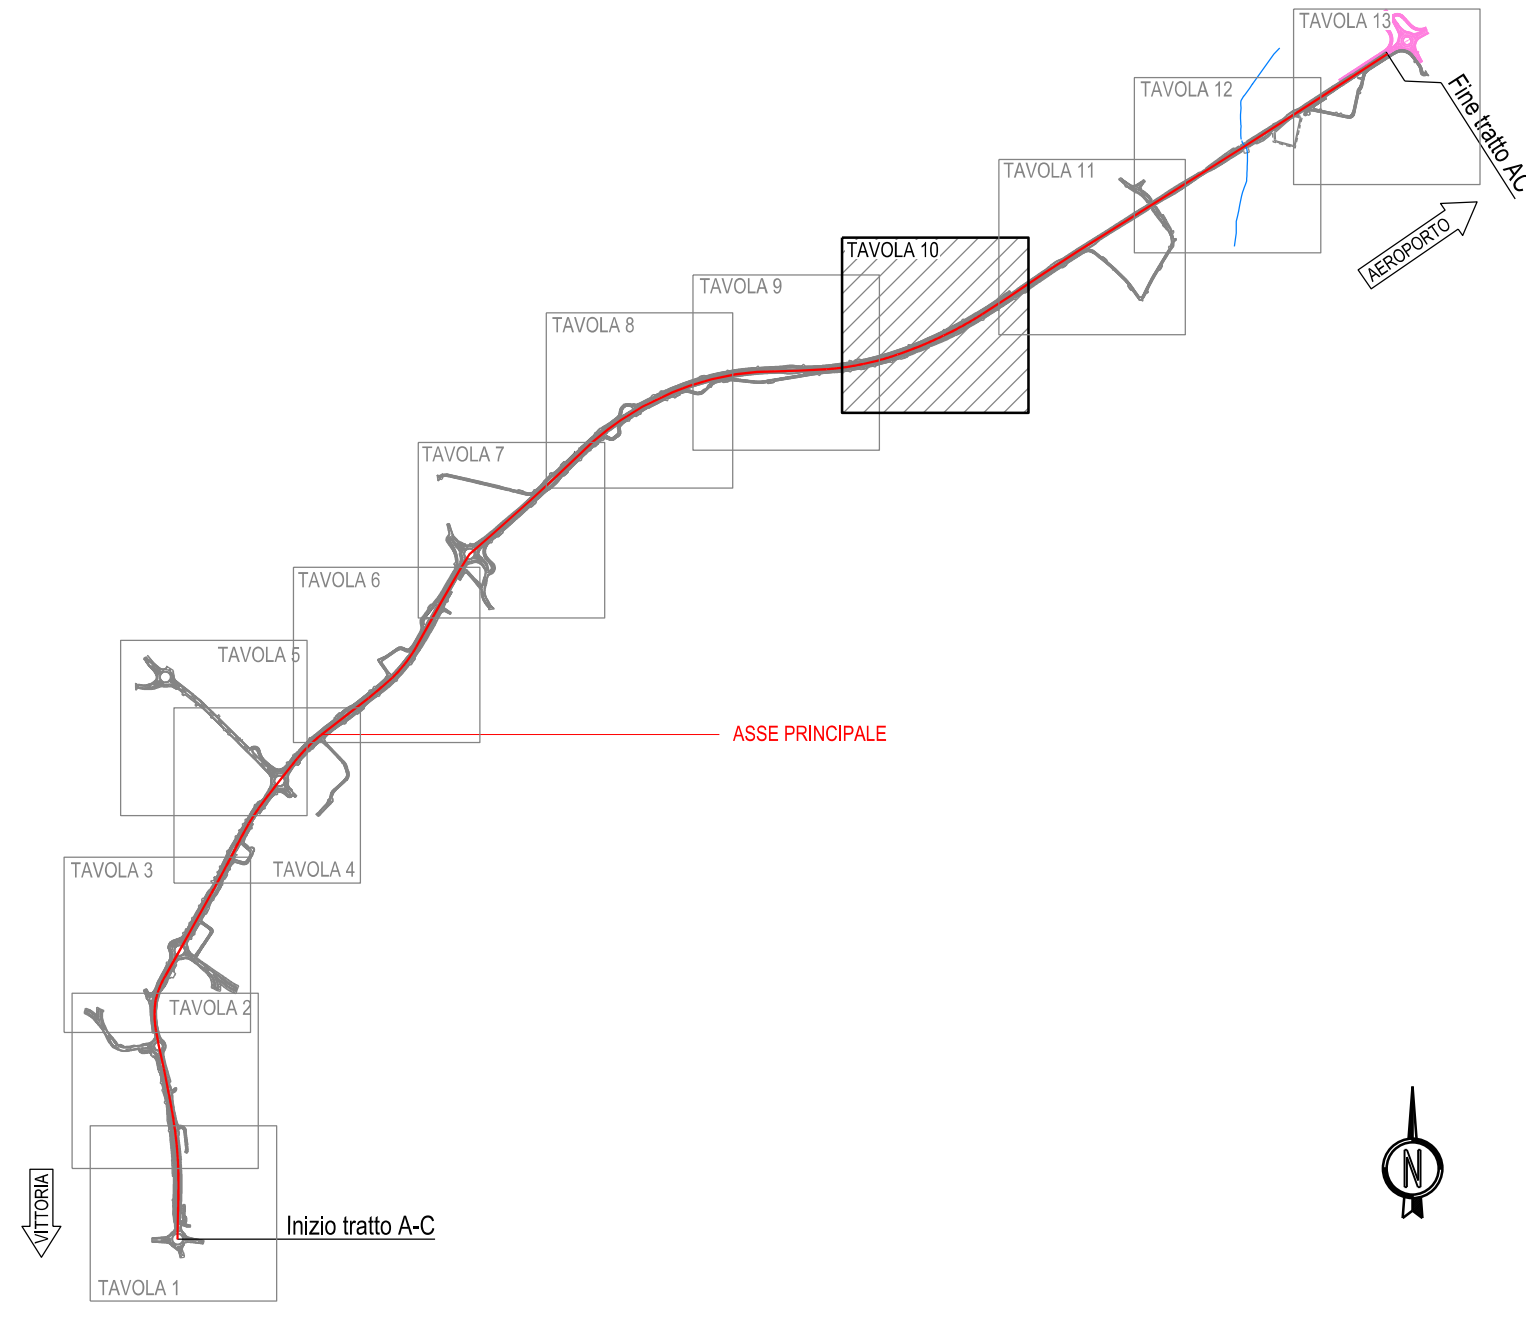 TAVOLA 13
TAVOLA 12
Fine tratto AC
TAVOLA 11
AEROPORTO
TAVOLA 10
TAVOLA 9
TAVOLA 8
TAVOLA 7
TAVOLA 6
TAVOLA 5
ASSE PRINCIPALE
TAVOLA 3
TAVOLA 4
TAVOLA 2
N
VITTORIA
Inizio tratto A-C
TAVOLA 1